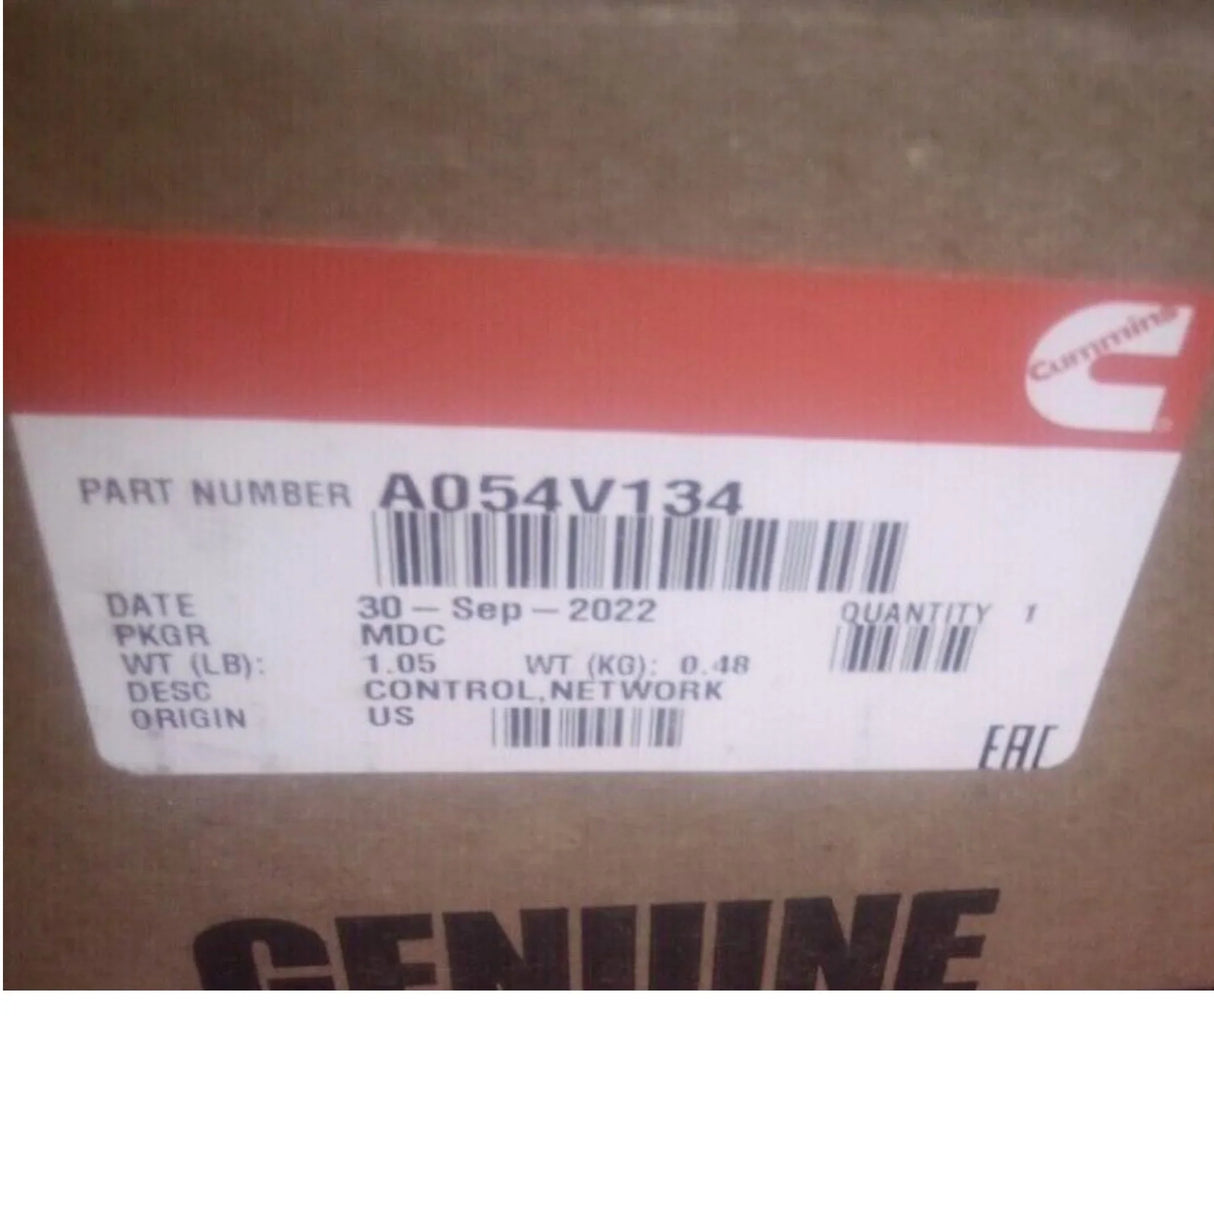 Cummins
PART NUMBER A054V134
DATE 30-Sep-2022 QUANTITY 1
PKGR MDC
WT (LB): 1.05 WT (KG): 0.48
DESC CONTROL,NETWORK
ORIGIN US
EAC
GENUINE